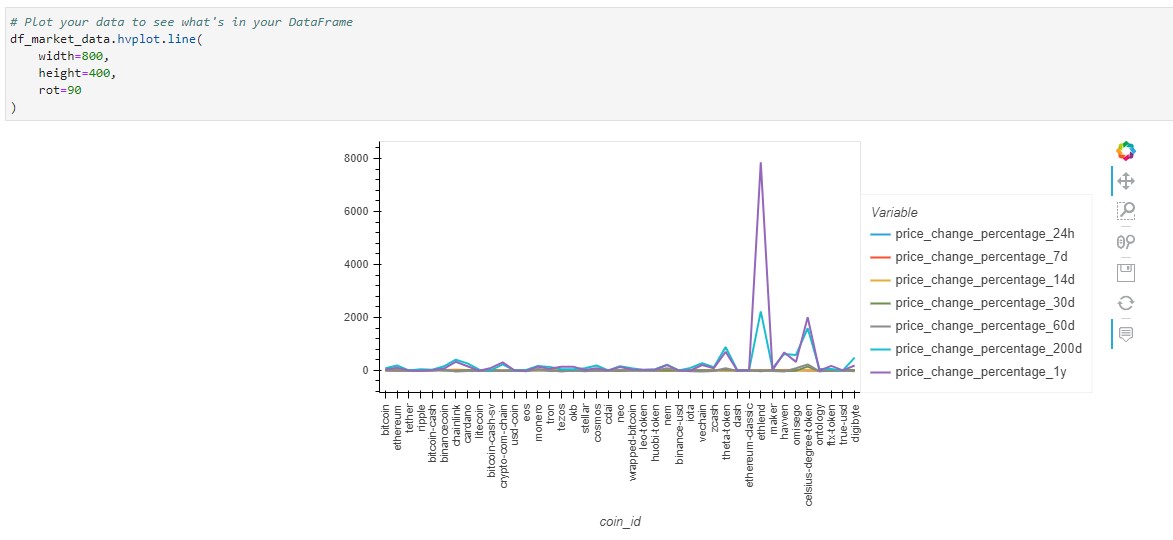 # Plot your data to see what's in your DataFrame
df_market_data.hvplot.line(
    width=800,
    height=400,
    rot=90
)
8000
6000
4000
2000
0
bitcoin
ethereum
tether
ripple
bitcoin-cash
binancecoin
chainlink
cardano
litecoin
bitcoin-cash-sv
crypto-com-chain
usd-coin
eos
monero
tron
tezos
okb
stellar
cosmos
cdai
neo
wrapped-bitcoin
leo-token
huobi-token
nem
binance-usd
iota
vechain
zcash
theta-token
dash
ethereum-classic
ethlend
maker
havven
omisego
celsius-degree-token
ontology
ftx-token
true-usd
digibyte
coin_id
Variable
price_change_percentage_24h
price_change_percentage_7d
price_change_percentage_14d
price_change_percentage_30d
price_change_percentage_60d
price_change_percentage_200d
price_change_percentage_1y